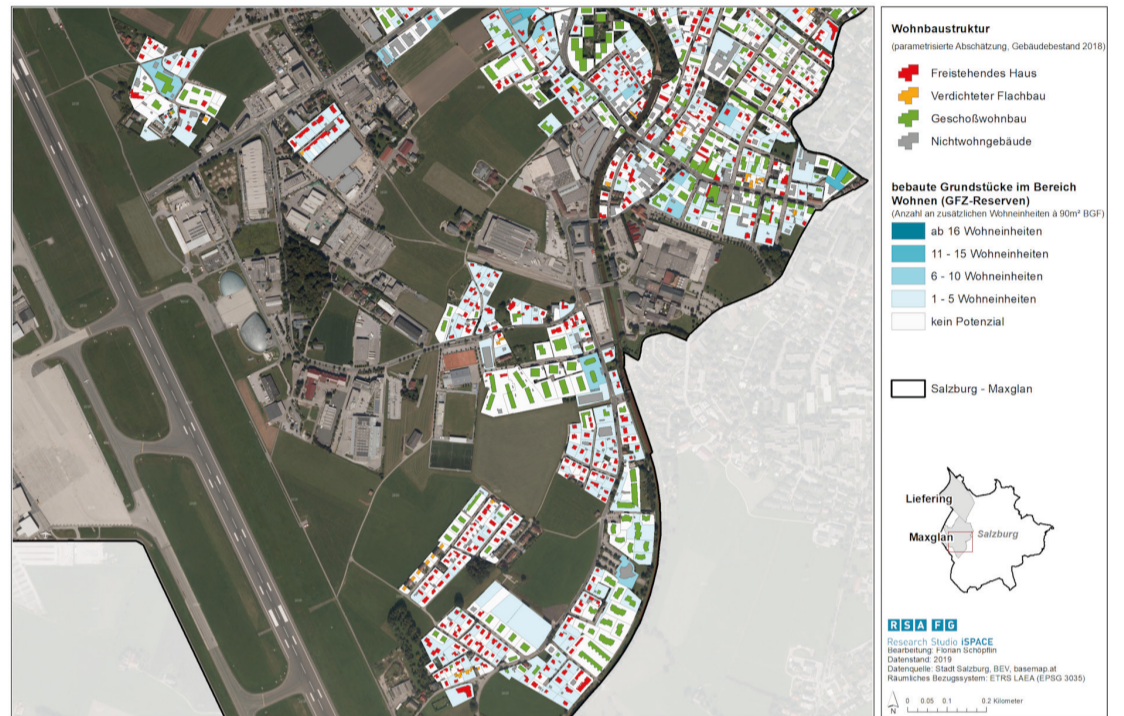 Wohnbaustruktur
(parametrisierte Abschätzung, Gebäudebestand 2018)
Freistehendes Haus
Verdichteter Flachbau
Geschoßwohnbau
Nichtwohngebäude
bebaute Grundstücke im Bereich
Wohnen (GFZ-Reserven)
(Anzahl an zusätzlichen Wohneinheiten à 90m² BGF)
ab 16 Wohneinheiten
11 - 15 Wohneinheiten
6 - 10 Wohneinheiten
1 - 5 Wohneinheiten
kein Potenzial
Salzburg - Maxglan
Liefering
Maxglan
Salzburg
RSA FG
Research Studio iSPACE
Bearbeitung: Florian Schöpflin
Datenstand: 2019
Datenquelle: Stadt Salzburg, BEV, basemap.at
Räumliches Bezugssystem: ETRS LAEA (EPSG 3035)
N
0 0.05 0.1 0.2 Kilometer